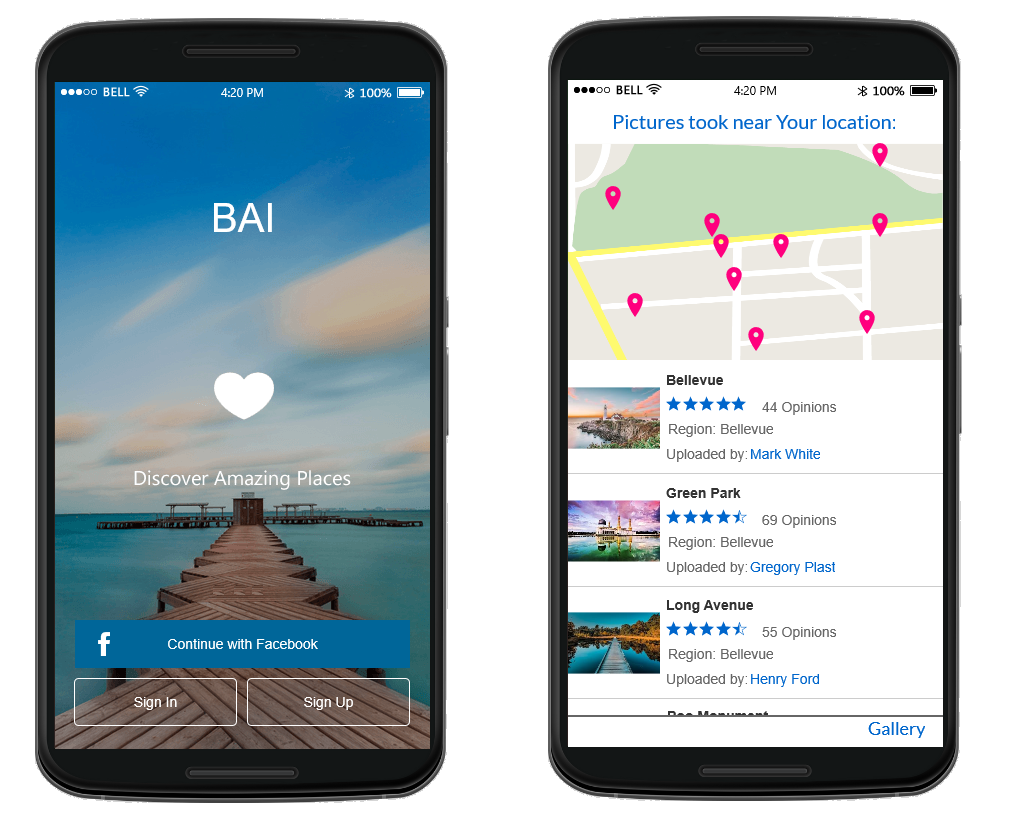 BELL 4:20 PM 100%
BAI
Discover Amazing Places
f Continue with Facebook
Sign In Sign Up
BELL 4:20 PM 100%
Pictures took near Your location:
Bellevue
44 Opinions
Region: Bellevue
Uploaded by: Mark White
Green Park
69 Opinions
Region: Bellevue
Uploaded by: Gregory Plast
Long Avenue
55 Opinions
Region: Bellevue
Uploaded by: Henry Ford
Gallery